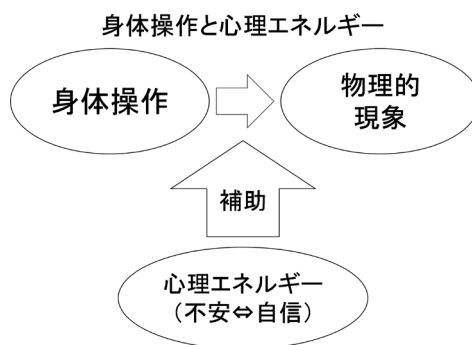 身体操作と心理エネルギー
身体操作
物理的
現象
補助
心理エネルギー
(不安⇔自信)